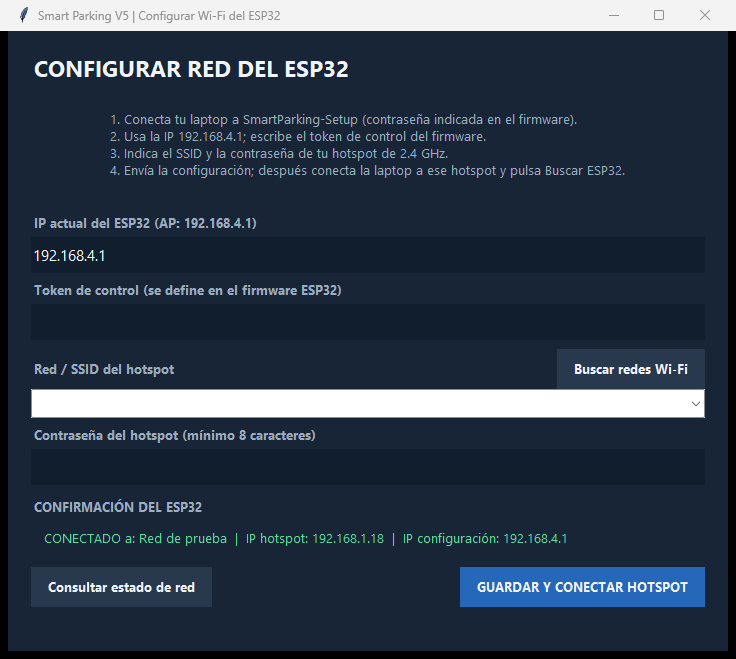 Smart Parking V5 | Configurar Wi-Fi del ESP32
CONFIGURAR RED DEL ESP32
1. Conecta tu laptop a SmartParking-Setup (contraseña indicada en el firmware).
2. Usa la IP 192.168.4.1; escribe el token de control del firmware.
3. Indica el SSID y la contraseña de tu hotspot de 2.4 GHz.
4. Envía la configuración; después conecta la laptop a ese hotspot y pulsa Buscar ESP32.
IP actual del ESP32 (AP: 192.168.4.1)
192.168.4.1
Token de control (se define en el firmware ESP32)
Red / SSID del hotspot
Buscar redes Wi-Fi
Contraseña del hotspot (mínimo 8 caracteres)
CONFIRMACIÓN DEL ESP32
CONECTADO a: Red de prueba | IP hotspot: 192.168.1.18 | IP configuración: 192.168.4.1
Consultar estado de red
GUARDAR Y CONECTAR HOTSPOT